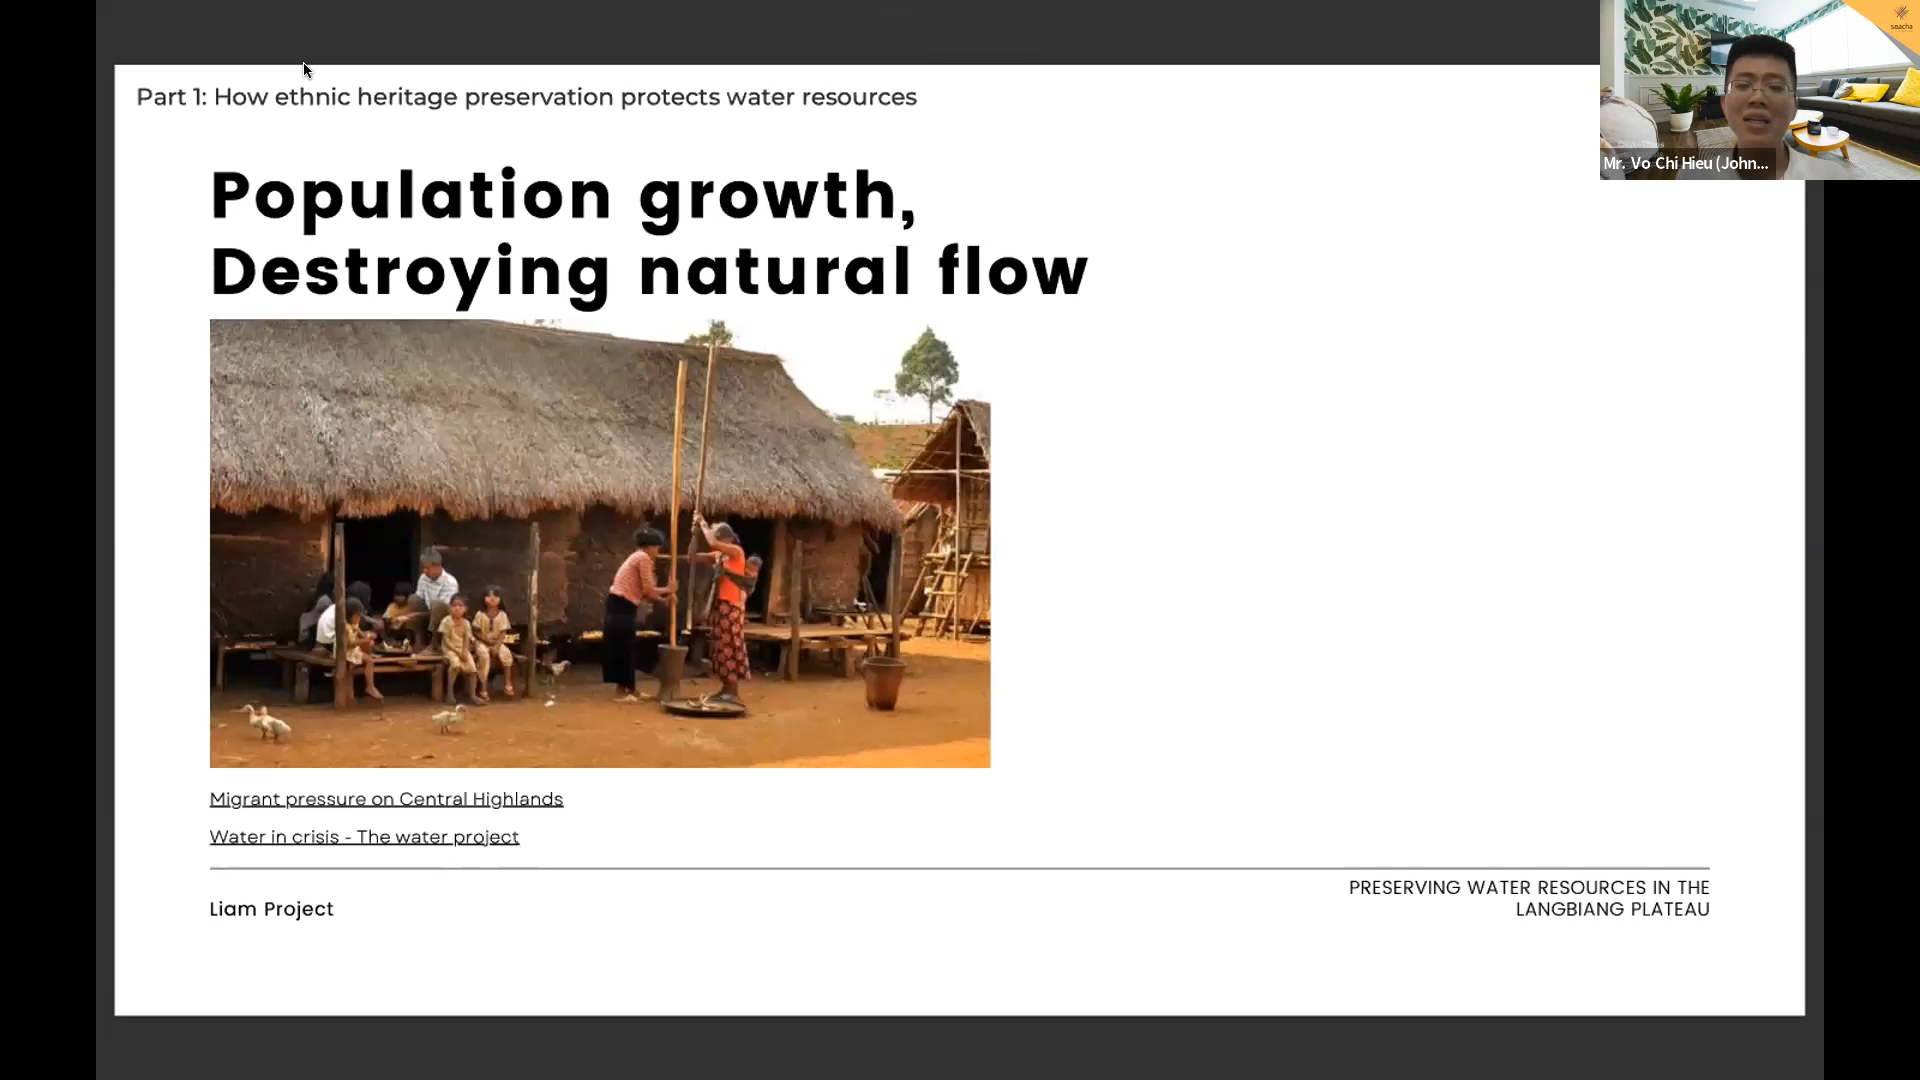 Part 1: How ethnic heritage preservation protects water resources
Population growth,
Destroying natural flow
Migrant pressure on Central Highlands
Water in crisis - The water project
Liam Project
PRESERVING WATER RESOURCES IN THE
LANGBIANG PLATEAU
seacha
Mr. Vo Chi Hieu (John...